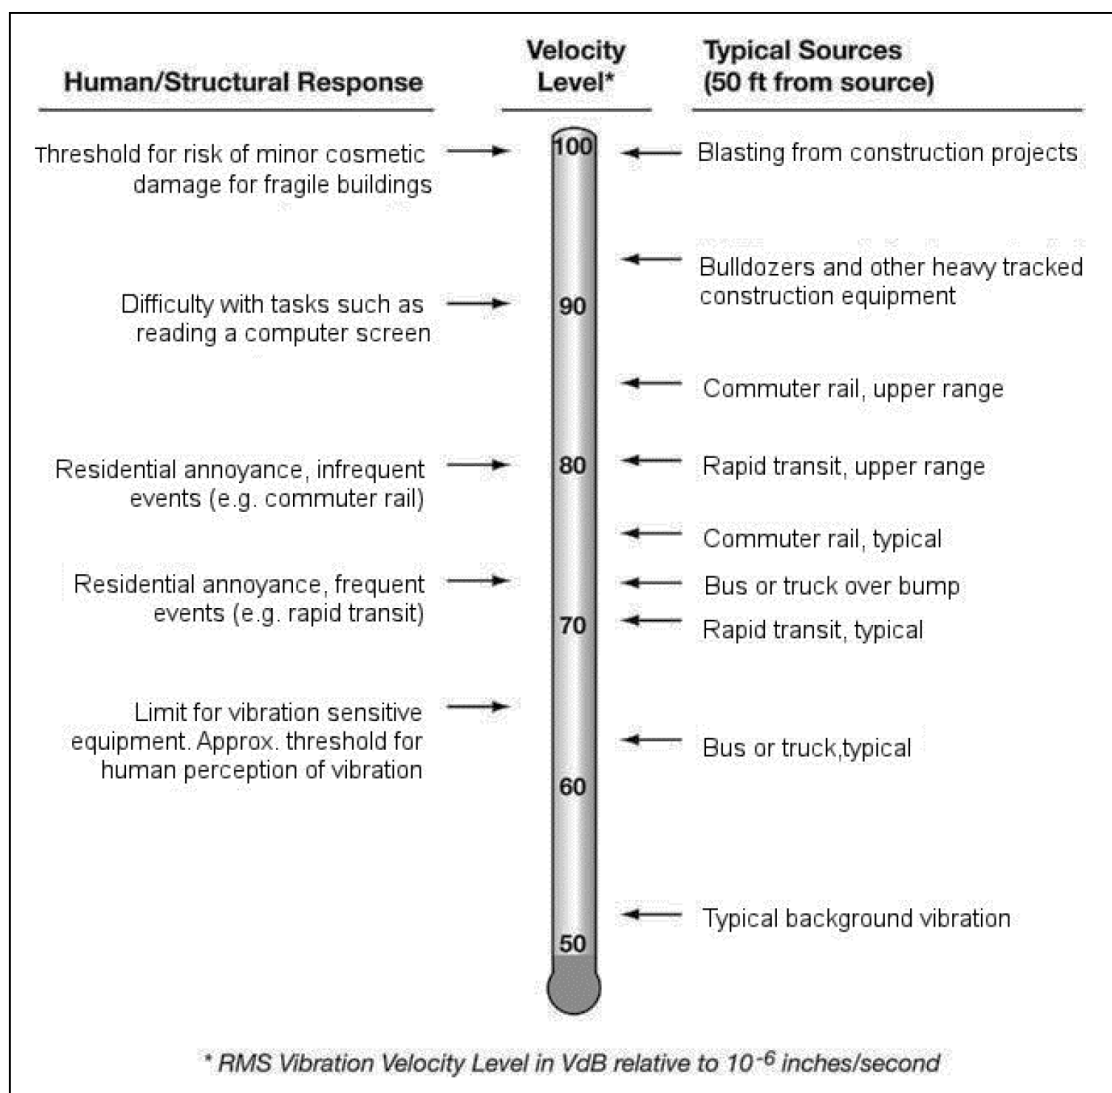 Human/Structural Response
Velocity
Level*
Typical Sources
(50 ft from source)
Threshold for risk of minor cosmetic
damage for fragile buildings
100
Blasting from construction projects
Bulldozers and other heavy tracked
construction equipment
Difficulty with tasks such as
reading a computer screen
90
Commuter rail, upper range
Residential annoyance, infrequent
events (e.g. commuter rail)
80
Rapid transit, upper range
Commuter rail, typical
Residential annoyance, frequent
events (e.g. rapid transit)
Bus or truck over bump
70
Rapid transit, typical
Limit for vibration sensitive
equipment. Approx. threshold for
human perception of vibration
Bus or truck,typical
60
Typical background vibration
50
* RMS Vibration Velocity Level in VdB relative to 10⁻⁶ inches/second